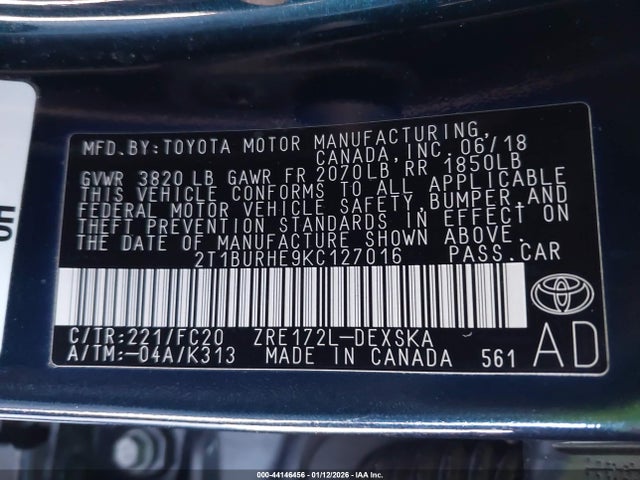 MFD.BY:TOYOTA MOTOR MANUFACTURING,
CANADA,INC. 06/18
GVWR 3820 LB GAWR FR 2070LB, RR 1850LB
THIS VEHICLE CONFORMS TO ALL APPLICABLE
FEDERAL MOTOR VEHICLE SAFETY, BUMPER,AND
THEFT PREVENTION STANDARDS IN EFFECT ON
THE DATE OF MANUFACTURE SHOWN ABOVE.
2T1BURHE9KC127016 PASS.CAR
C/TR:221/FC20 ZRE172L-DEXSKA
A/TM:-04A/K313 MADE IN CANADA 561
AD
000-44146456 - 01/12/2026 - IAA Inc.